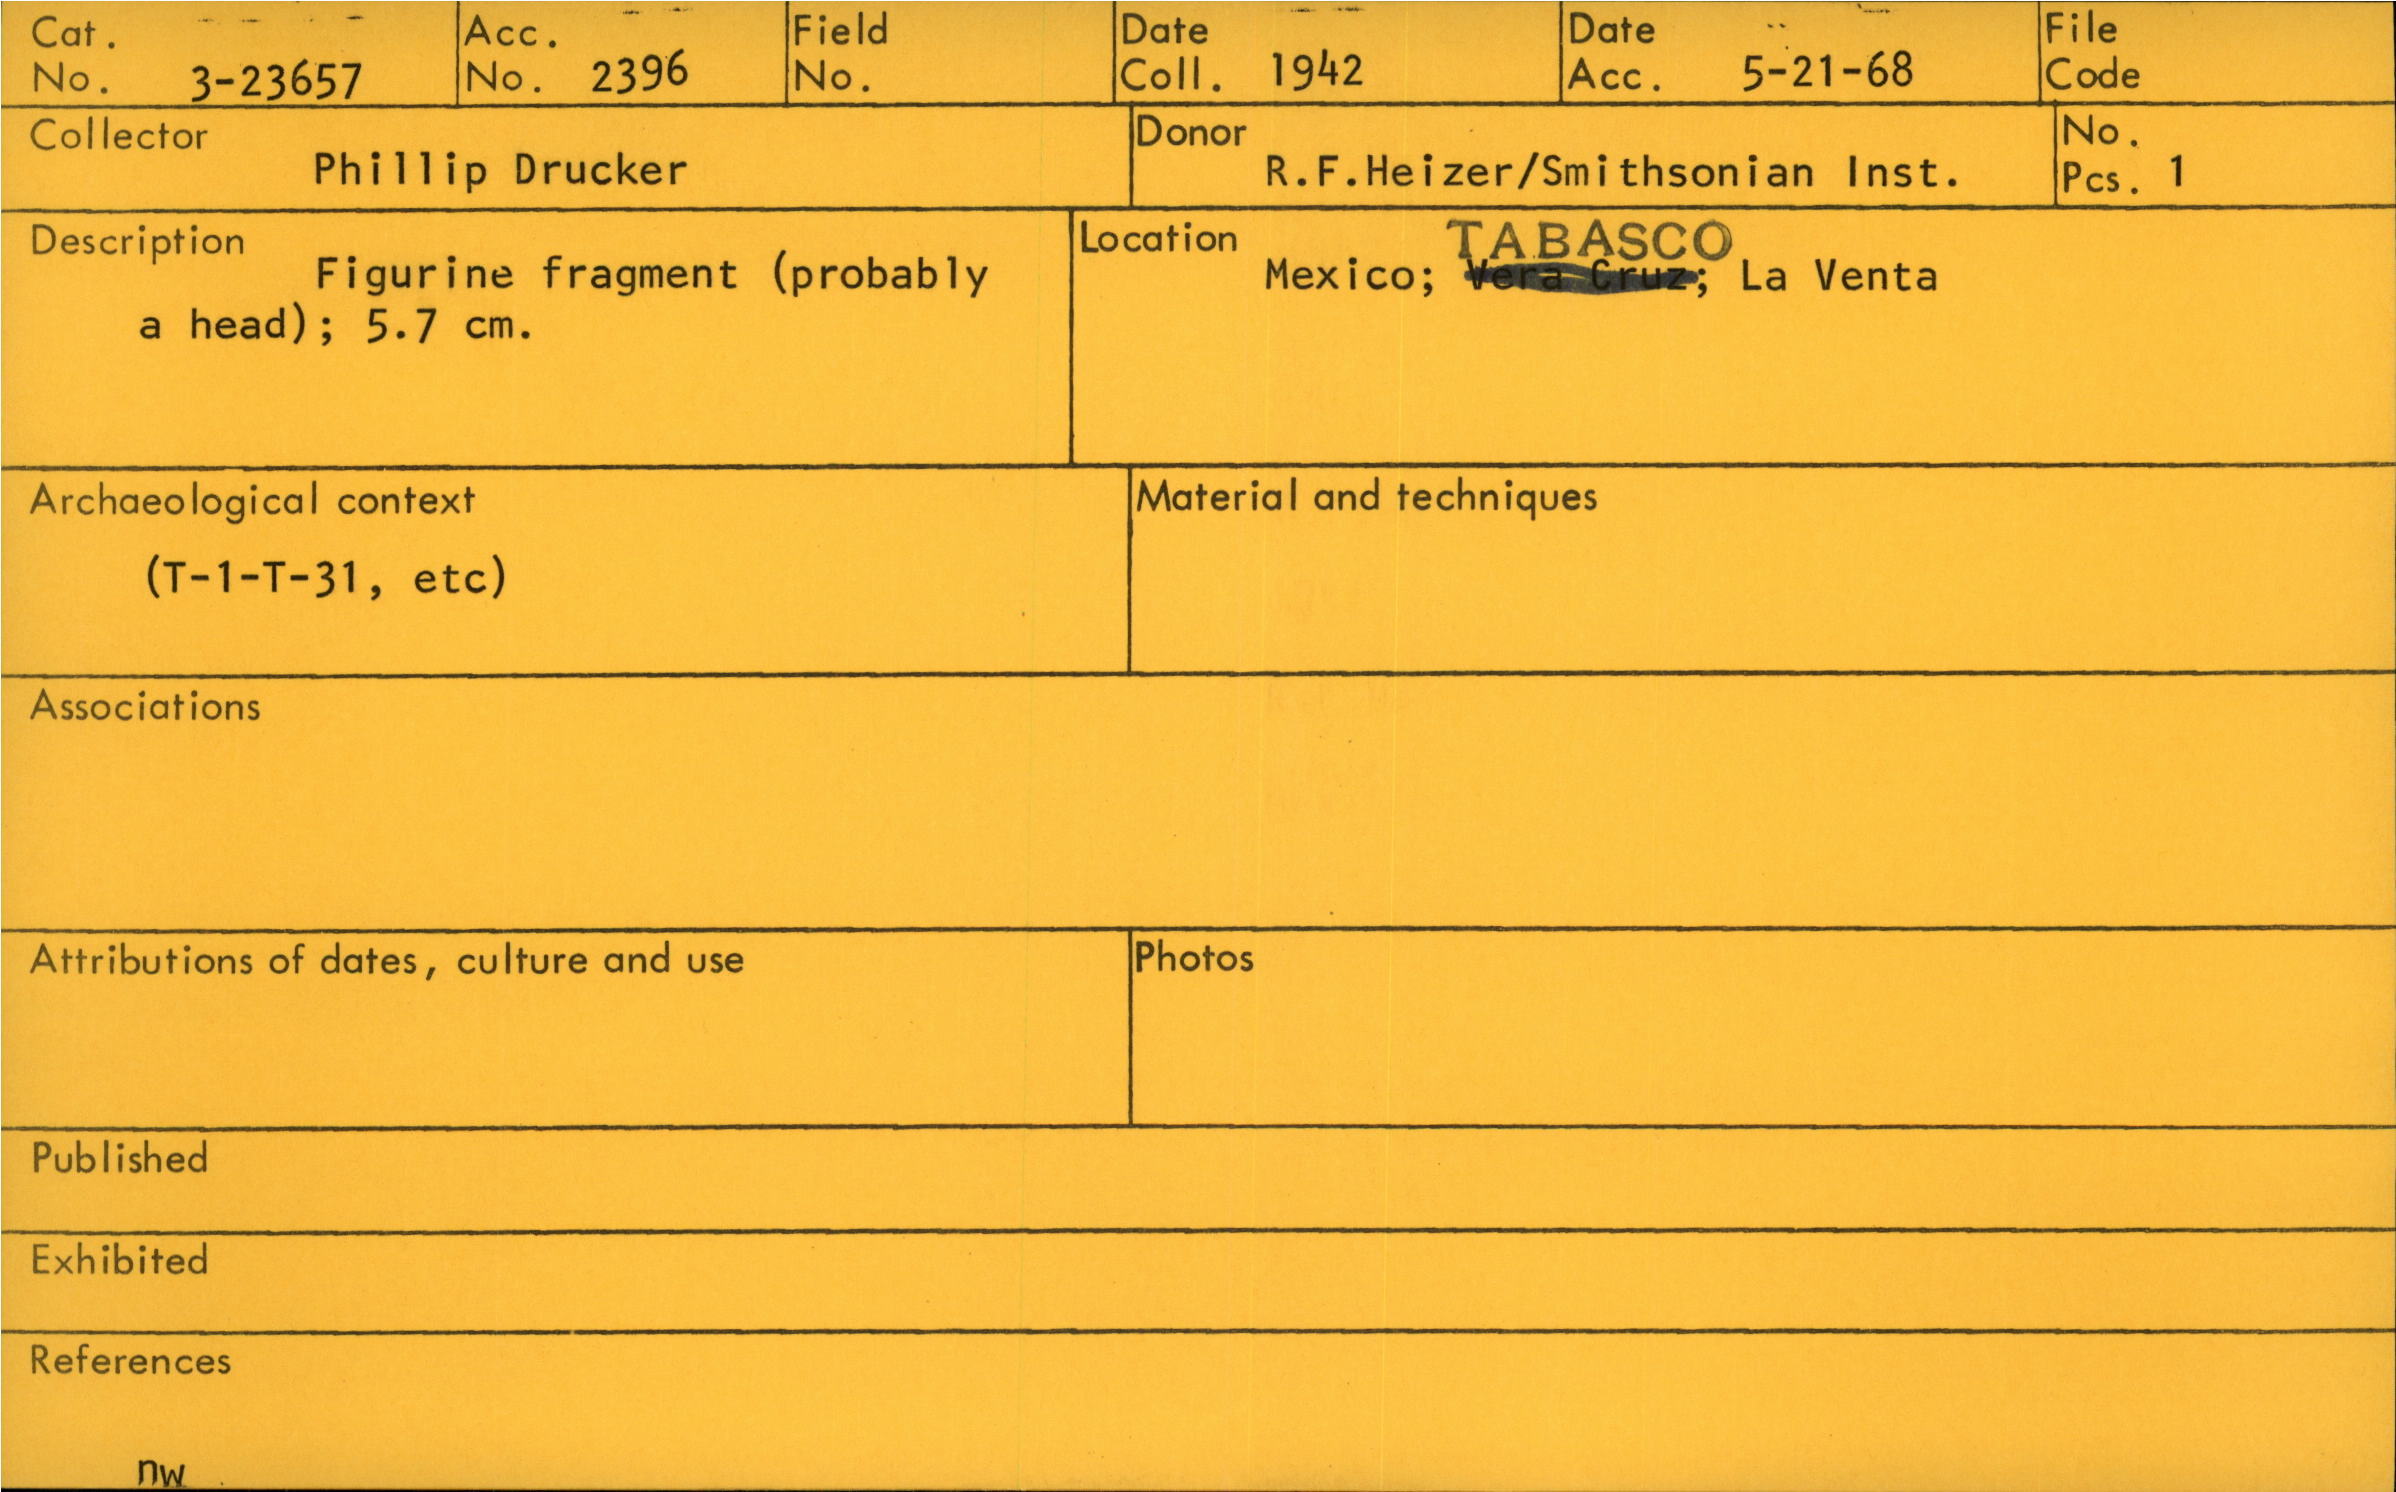 Cat. No. 3-23657
Acc. No. 2396
Field No.
Date Coll. 1942
Date Acc. 5-21-68
File Code
Collector
Phillip Drucker
Donor
R.F.Heizer/Smithsonian Inst.
No. Pcs. 1
Description
Figurine fragment (probably
a head); 5.7 cm.
Location
TABASCO
Mexico; Vera Cruz; La Venta
Archaeological context
(T-1-T-31, etc)
Material and techniques
Associations
Attributions of dates, culture and use
Photos
Published
Exhibited
References
nw